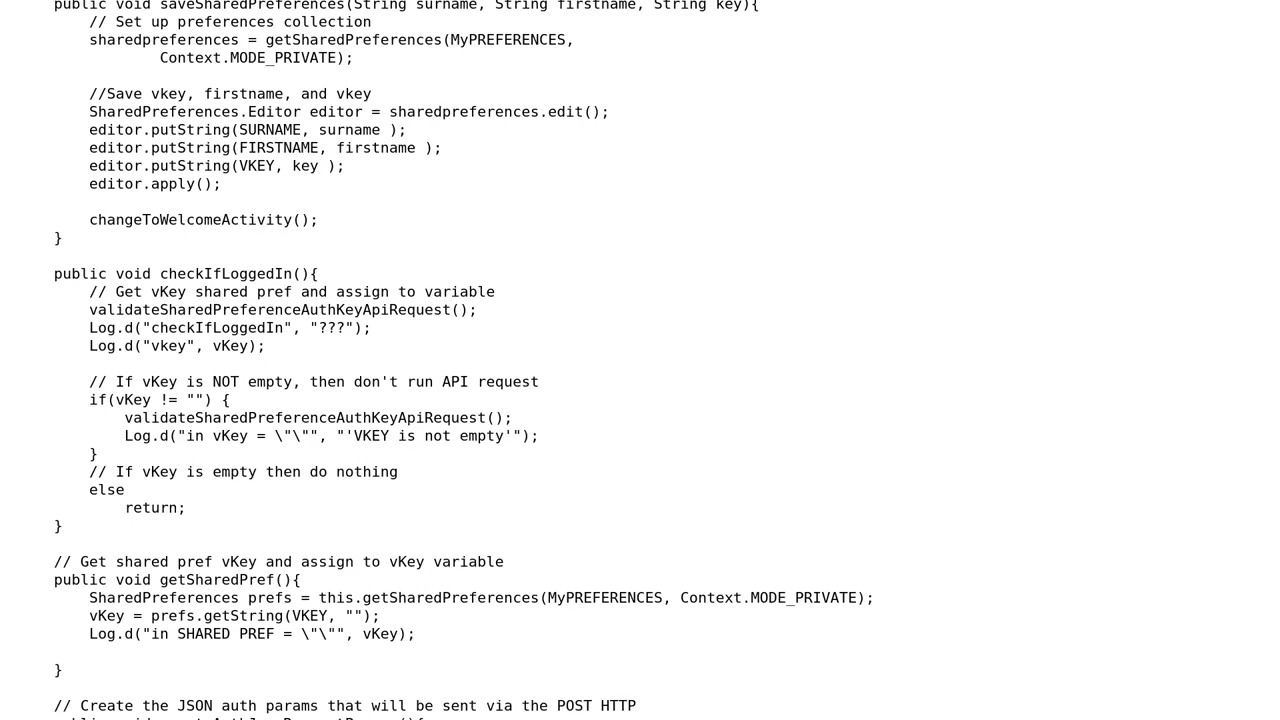 public void saveSharedPreferences(String surname, String firstname, String key){
// Set up preferences collection
sharedpreferences = getSharedPreferences(MyPREFERENCES,
Context.MODE_PRIVATE);
//Save vkey, firstname, and vkey
SharedPreferences.Editor editor = sharedpreferences.edit();
editor.putString(SURNAME, surname );
editor.putString(FIRSTNAME, firstname );
editor.putString(VKEY, key );
editor.apply();
changeToWelcomeActivity();
}
public void checkIfLoggedIn(){
// Get vKey shared pref and assign to variable
validateSharedPreferenceAuthKeyApiRequest();
Log.d("checkIfLoggedIn", "???");
Log.d("vkey", vKey);
// If vKey is NOT empty, then don't run API request
if(vKey != "") {
validateSharedPreferenceAuthKeyApiRequest();
Log.d("in vKey = \"\"", "'VKEY is not empty'");
}
// If vKey is empty then do nothing
else
return;
}
// Get shared pref vKey and assign to vKey variable
public void getSharedPref(){
SharedPreferences prefs = this.getSharedPreferences(MyPREFERENCES, Context.MODE_PRIVATE);
vKey = prefs.getString(VKEY, "");
Log.d("in SHARED PREF = \"\"", vKey);
}
// Create the JSON auth params that will be sent via the POST HTTP